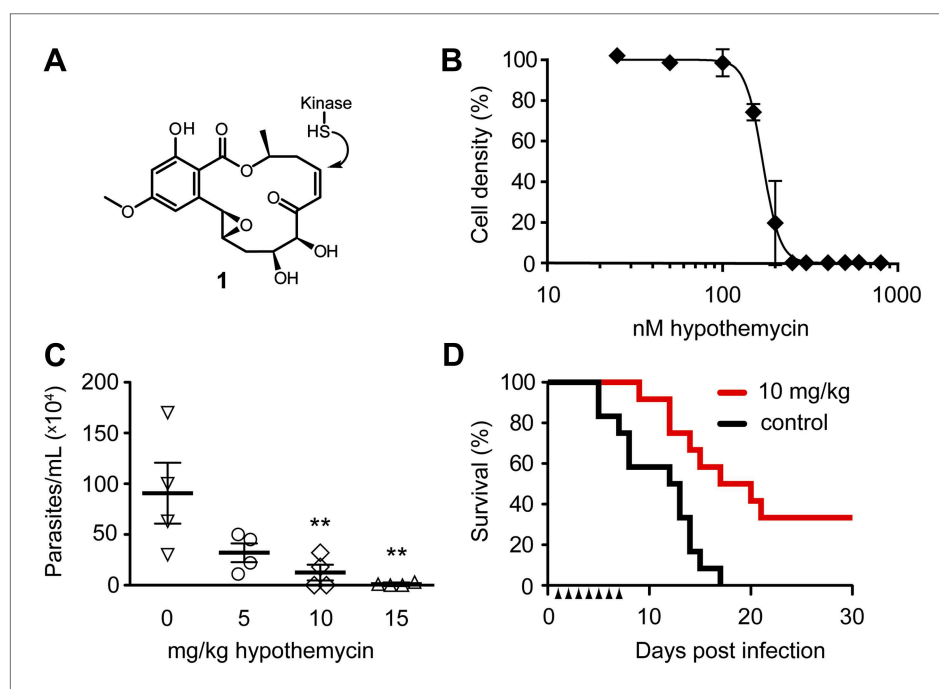 A
Kinase
HS
OH
O
O
O
O
O
OH
OH
1
B
Cell density (%)
100
80
60
40
20
0
10
100
1000
nM hypothemycin
C
Parasites/mL (×10⁴)
200
150
100
50
0
**
**
0
5
10
15
mg/kg hypothemycin
D
Survival (%)
100
80
60
40
20
0
10 mg/kg
control
0
10
20
30
Days post infection